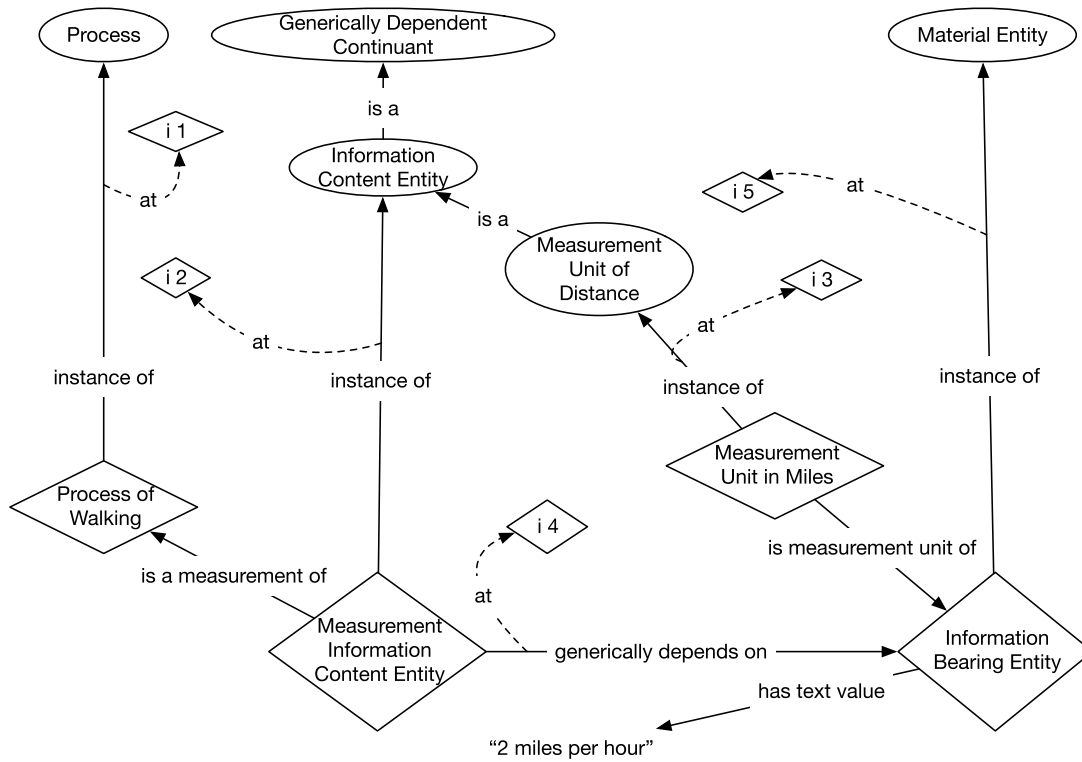 Process
Generically Dependent
Continuant
Material Entity
is a
i 1
Information
Content Entity
at
i 5
at
is a
Measurement
Unit of
Distance
i 2
i 3
at
at
instance of
instance of
instance of
instance of
Measurement
Unit in Miles
Process of
Walking
i 4
is measurement unit of
is a measurement of
at
Measurement
Information
Content Entity
generically depends on
Information
Bearing Entity
has text value
“2 miles per hour”